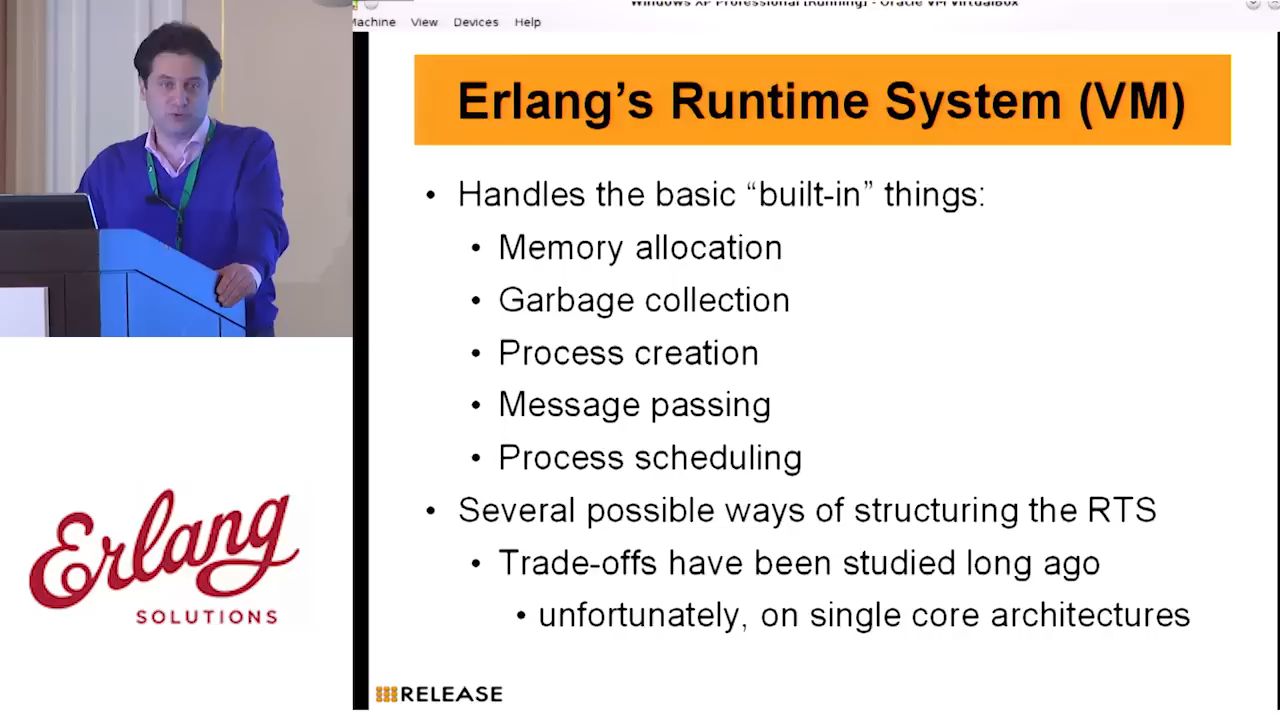 Windows XP Professional [Running] - Oracle VM VirtualBox
Machine View Devices Help
Erlang’s Runtime System (VM)
• Handles the basic “built-in” things:
• Memory allocation
• Garbage collection
• Process creation
• Message passing
• Process scheduling
• Several possible ways of structuring the RTS
• Trade-offs have been studied long ago
• unfortunately, on single core architectures
RELEASE
Erlang
SOLUTIONS